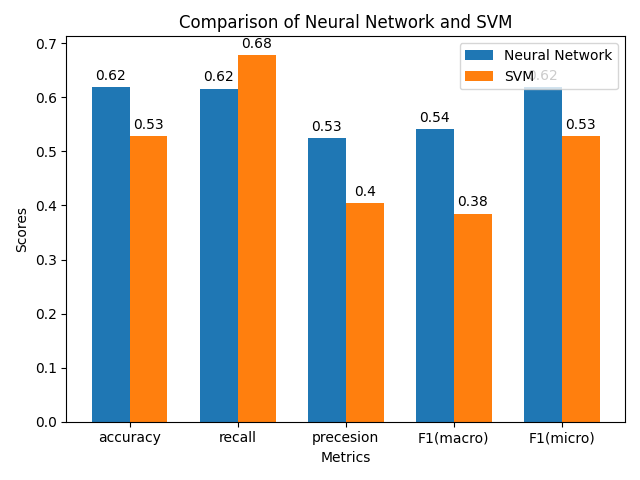 Comparison of Neural Network and SVM
Neural Network
SVM
0.62
0.53
0.62
0.68
0.53
0.4
0.54
0.38
0.62
0.53
0.7
0.6
0.5
0.4
0.3
0.2
0.1
0.0
Scores
accuracy
recall
precesion
F1(macro)
F1(micro)
Metrics